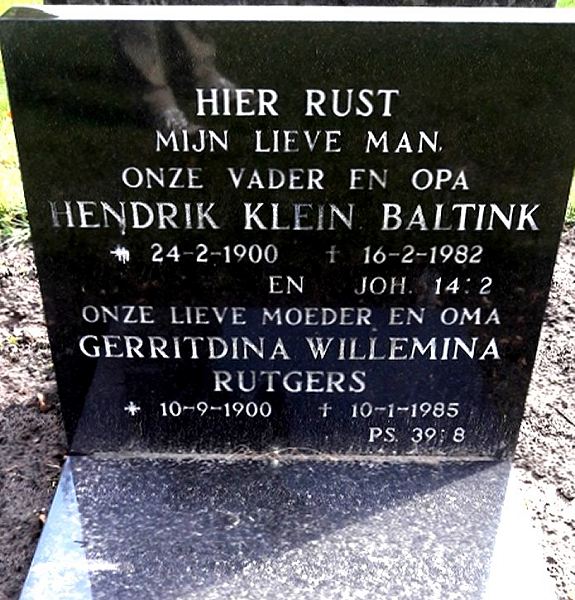 HIER RUST
MIJN LIEVE MAN,
ONZE VADER EN OPA
HENDRIK KLEIN BALTINK
* 24-2-1900 † 16-2-1982
EN JOH. 14:2
ONZE LIEVE MOEDER EN OMA
GERRITDINA WILLEMINA
RUTGERS
* 10-9-1900 † 10-1-1985
PS. 39:8